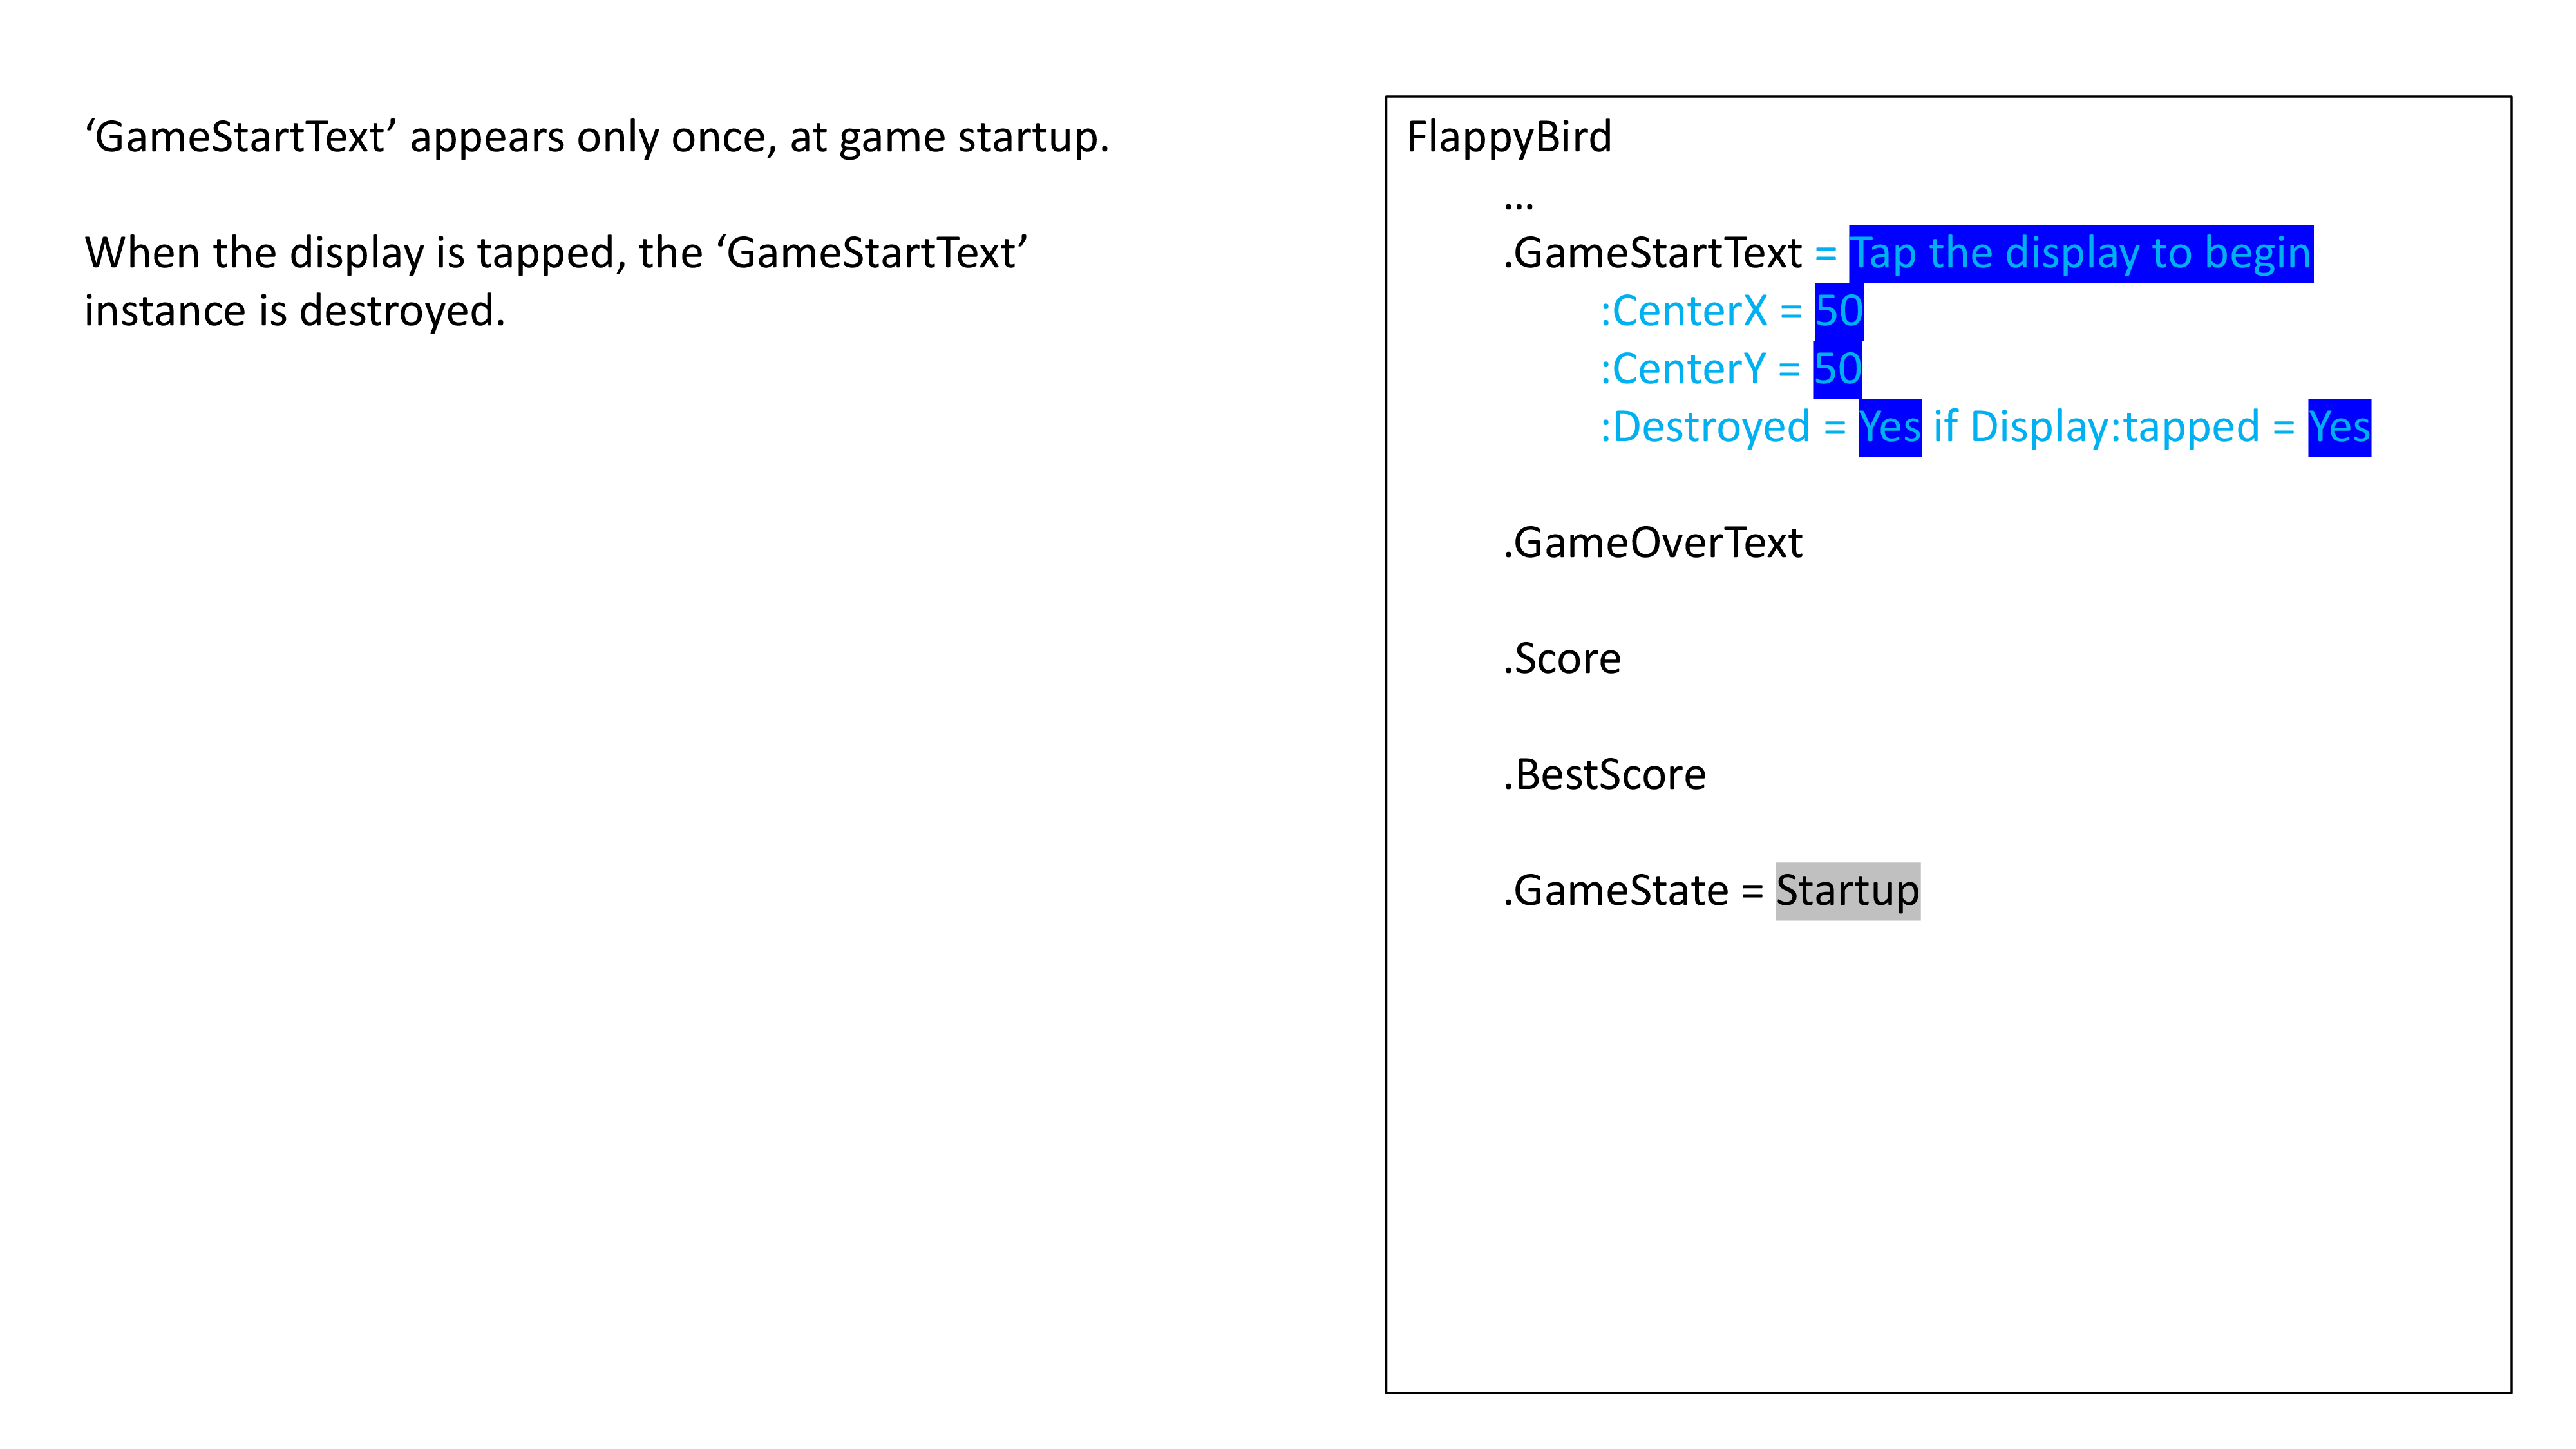 ‘GameStartText’ appears only once, at game startup.
When the display is tapped, the ‘GameStartText’
instance is destroyed.
FlappyBird
…
.GameStartText = Tap the display to begin
:CenterX = 50
:CenterY = 50
:Destroyed = Yes if Display:tapped = Yes
.GameOverText
.Score
.BestScore
.GameState = Startup